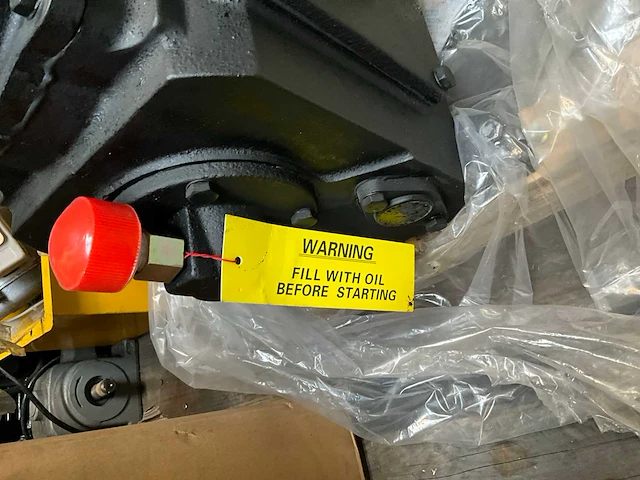 WARNING
FILL WITH OIL
BEFORE STARTING